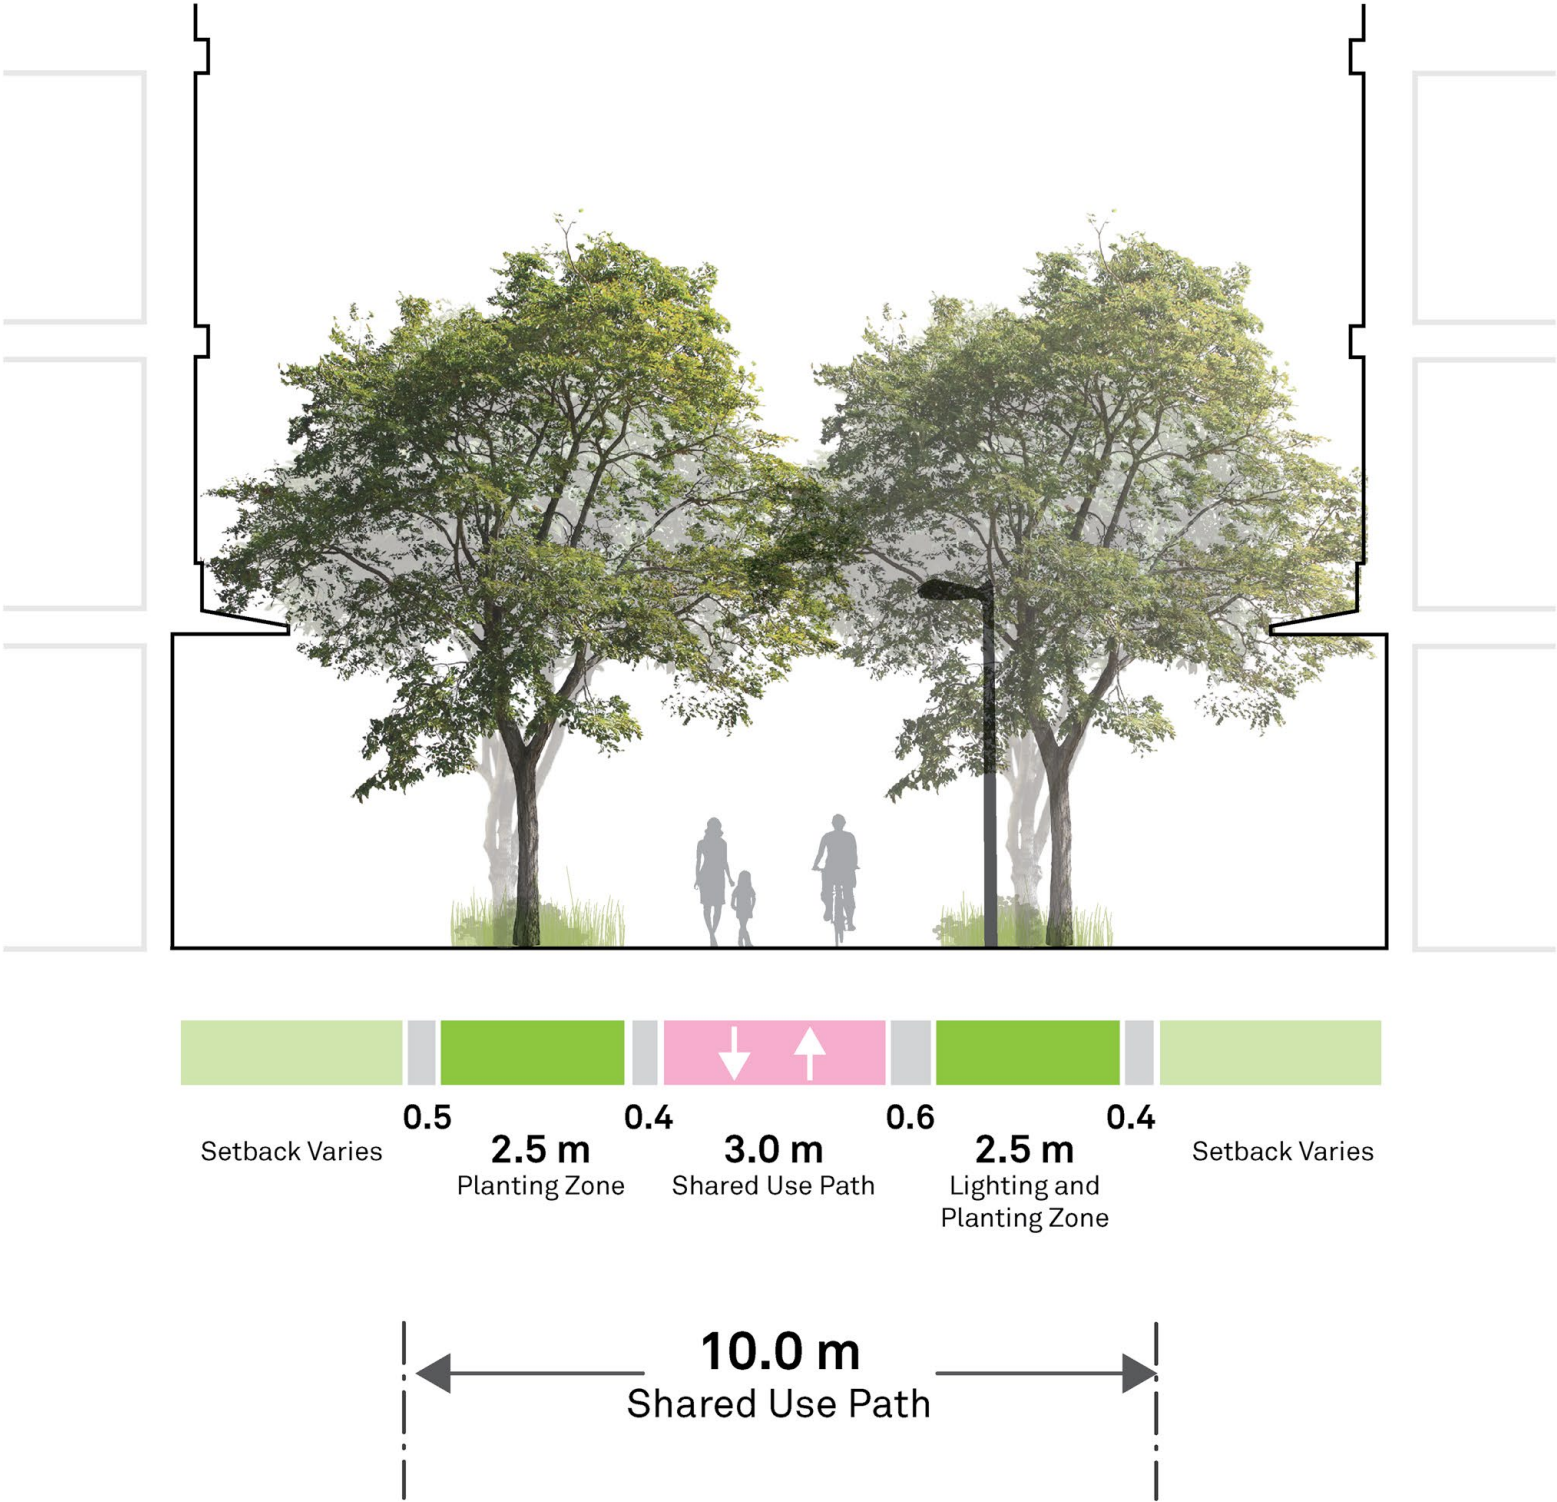 0.5
0.4
0.6
0.4
Setback Varies
2.5 m
Planting Zone
3.0 m
Shared Use Path
2.5 m
Lighting and
Planting Zone
Setback Varies
10.0 m
Shared Use Path